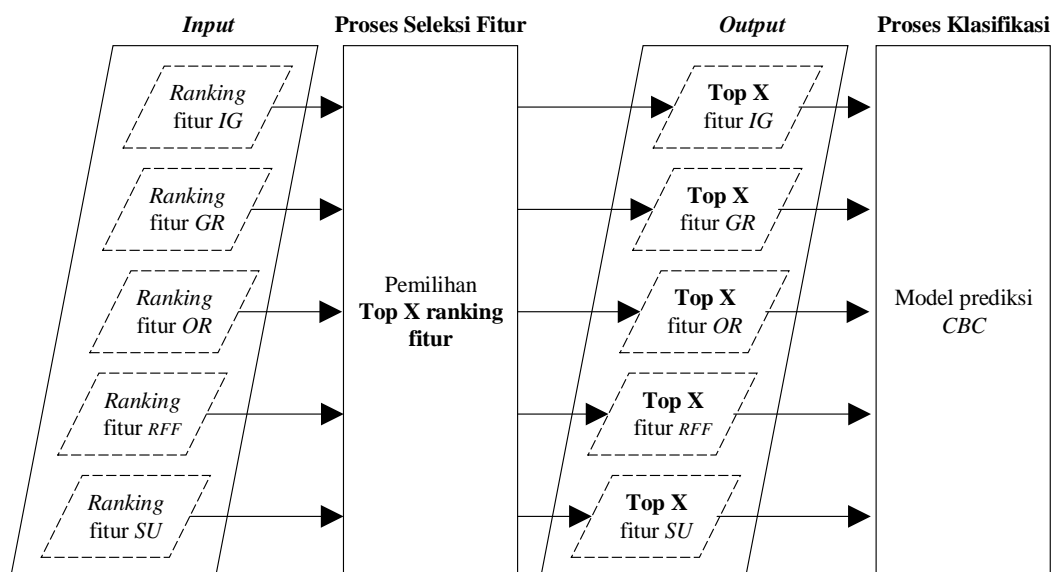 Input
Proses Seleksi Fitur
Output
Proses Klasifikasi
Ranking
fitur IG
Ranking
fitur GR
Ranking
fitur OR
Ranking
fitur RFF
Ranking
fitur SU
Pemilihan
Top X ranking
fitur
Top X
fitur IG
Top X
fitur GR
Top X
fitur OR
Top X
fitur RFF
Top X
fitur SU
Model prediksi
CBC